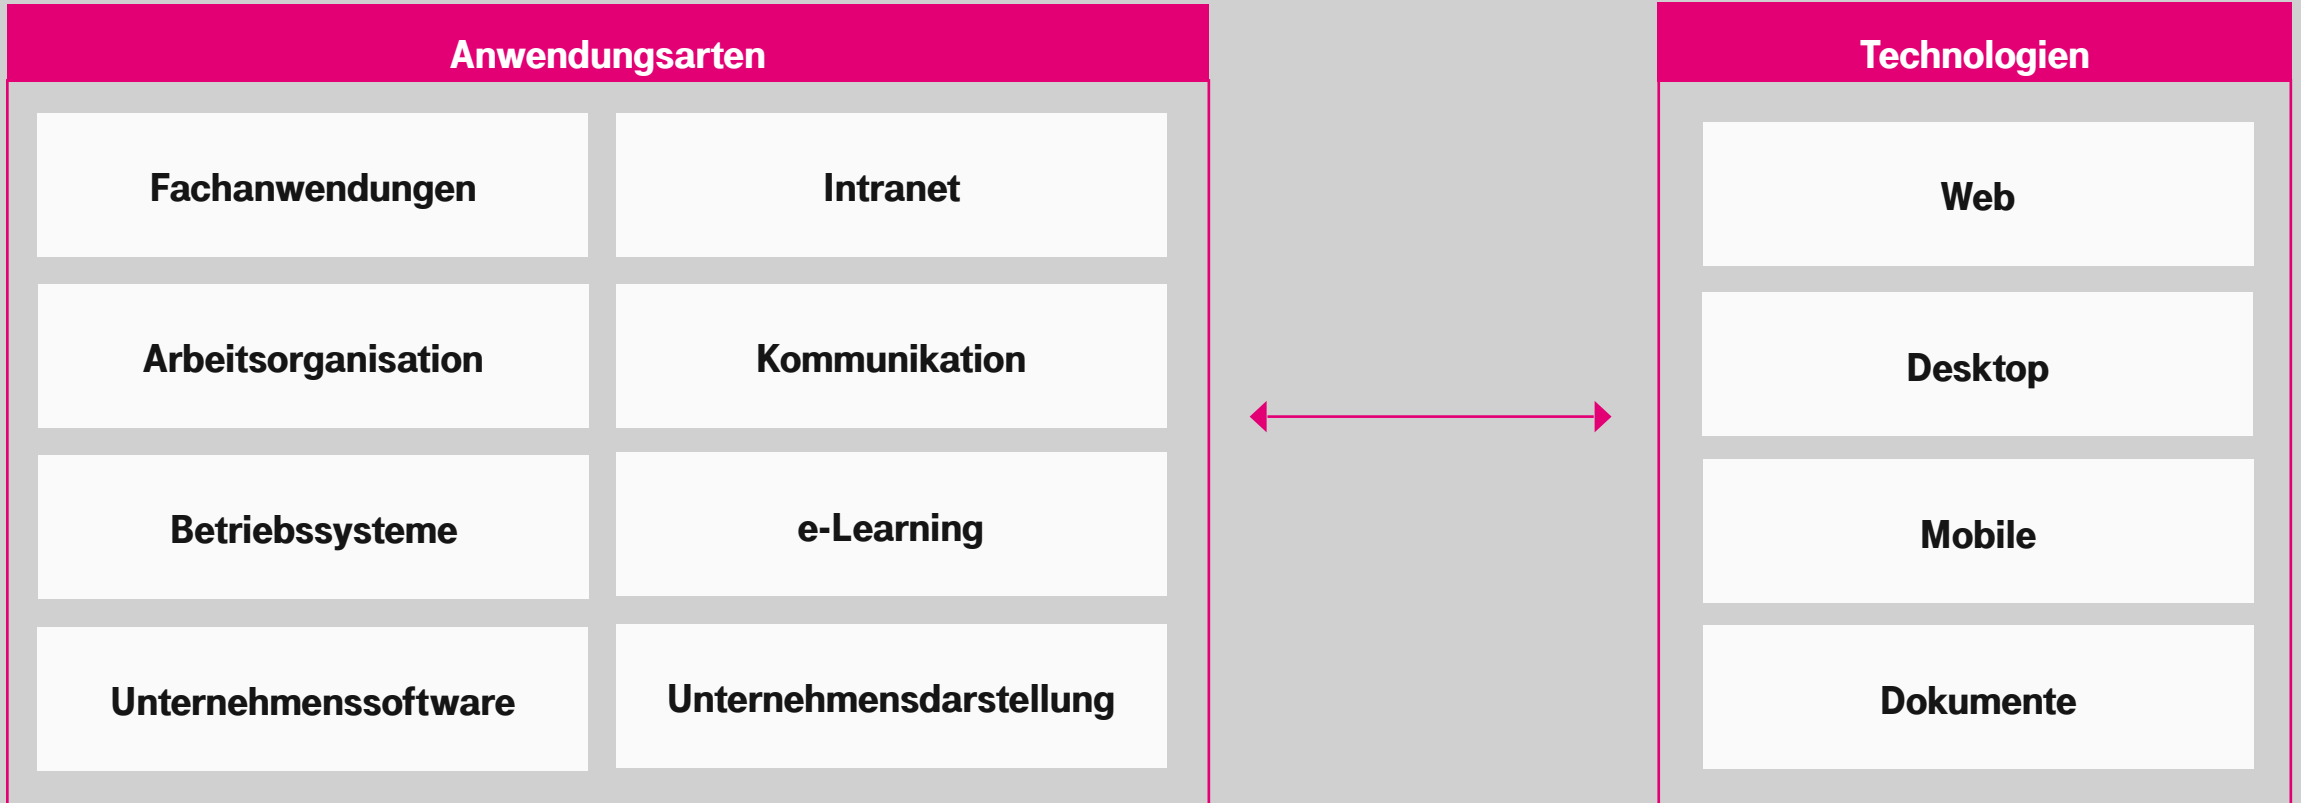 Anwendungsarten
Fachanwendungen
Intranet
Arbeitsorganisation
Kommunikation
Betriebssysteme
e-Learning
Unternehmenssoftware
Unternehmensdarstellung
Technologien
Web
Desktop
Mobile
Dokumente